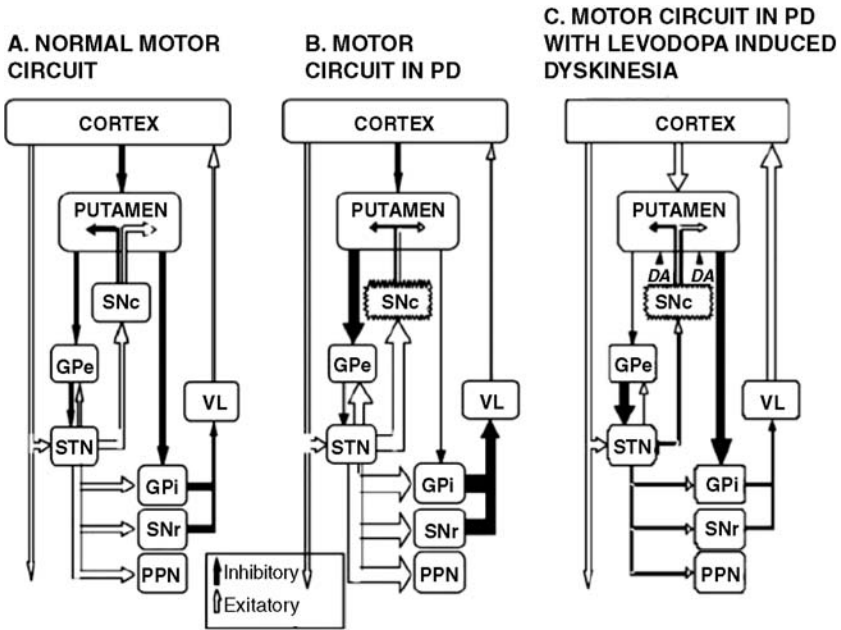 A. NORMAL MOTOR
CIRCUIT
CORTEX
PUTAMEN
SNc
GPe
VL
STN
GPi
SNr
PPN
B. MOTOR
CIRCUIT IN PD
CORTEX
PUTAMEN
SNc
GPe
VL
STN
GPi
SNr
PPN
Inhibitory
Exitatory
C. MOTOR CIRCUIT IN PD
WITH LEVODOPA INDUCED
DYSKINESIA
CORTEX
PUTAMEN
DA DA
SNc
GPe
VL
STN
GPi
SNr
PPN